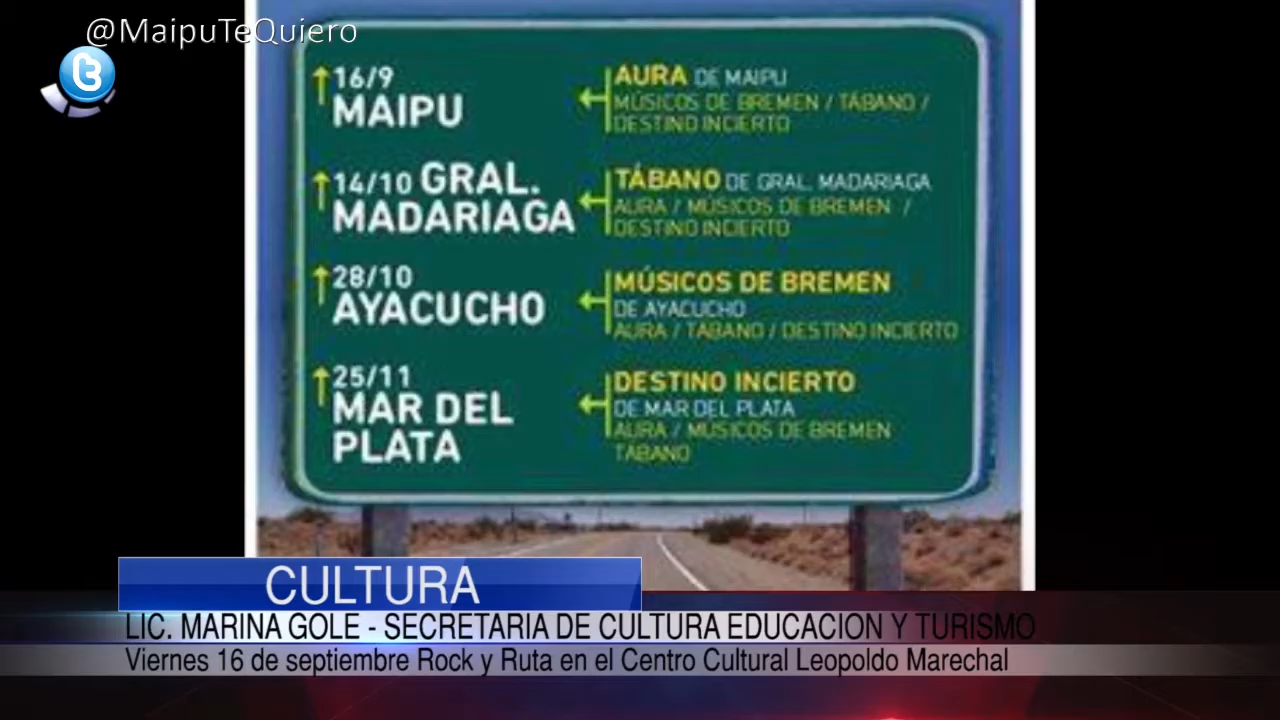 @MaipuTeQuiero
16/9
MAIPU
AURA DE MAIPU
MÚSICOS DE BREMEN / TÁBANO /
DESTINO INCIERTO
14/10 GRAL.
MADARIAGA
TÁBANO DE GRAL. MADARIAGA
AURA / MÚSICOS DE BREMEN /
DESTINO INCIERTO
28/10
AYACUCHO
MÚSICOS DE BREMEN
DE AYACUCHO
AURA / TÁBANO / DESTINO INCIERTO
25/11
MAR DEL
PLATA
DESTINO INCIERTO
DE MAR DEL PLATA
AURA / MÚSICOS DE BREMEN
TÁBANO
CULTURA
LIC. MARINA GOLE - SECRETARIA DE CULTURA EDUCACION Y TURISMO
Viernes 16 de septiembre Rock y Ruta en el Centro Cultural Leopoldo Marechal